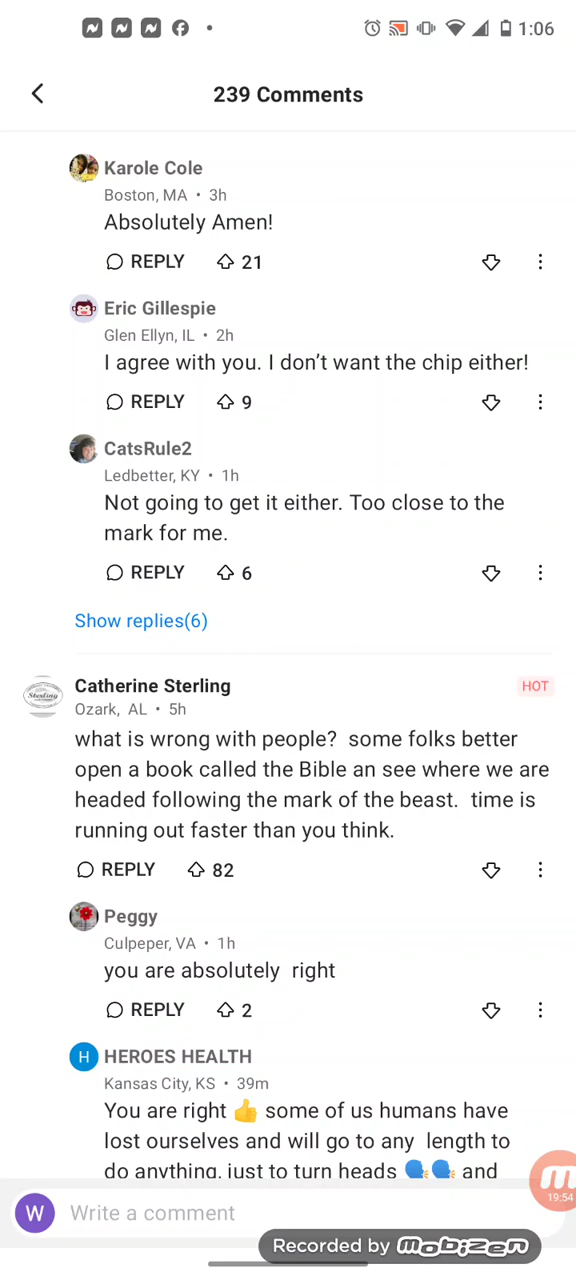 1:06
239 Comments
Karole Cole
Boston, MA • 3h
Absolutely Amen!
REPLY 21
Eric Gillespie
Glen Ellyn, IL • 2h
I agree with you. I don’t want the chip either!
REPLY 9
CatsRule2
Ledbetter, KY • 1h
Not going to get it either. Too close to the
mark for me.
REPLY 6
Show replies(6)
Catherine Sterling HOT
Ozark, AL • 5h
what is wrong with people? some folks better
open a book called the Bible an see where we are
headed following the mark of the beast. time is
running out faster than you think.
REPLY 82
Peggy
Culpeper, VA • 1h
you are absolutely right
REPLY 2
H HEROES HEALTH
Kansas City, KS • 39m
You are right 👍 some of us humans have
lost ourselves and will go to any length to
do anything, just to turn heads 🗣️🗣️ and
19:54
W Write a comment
Recorded by mobizen